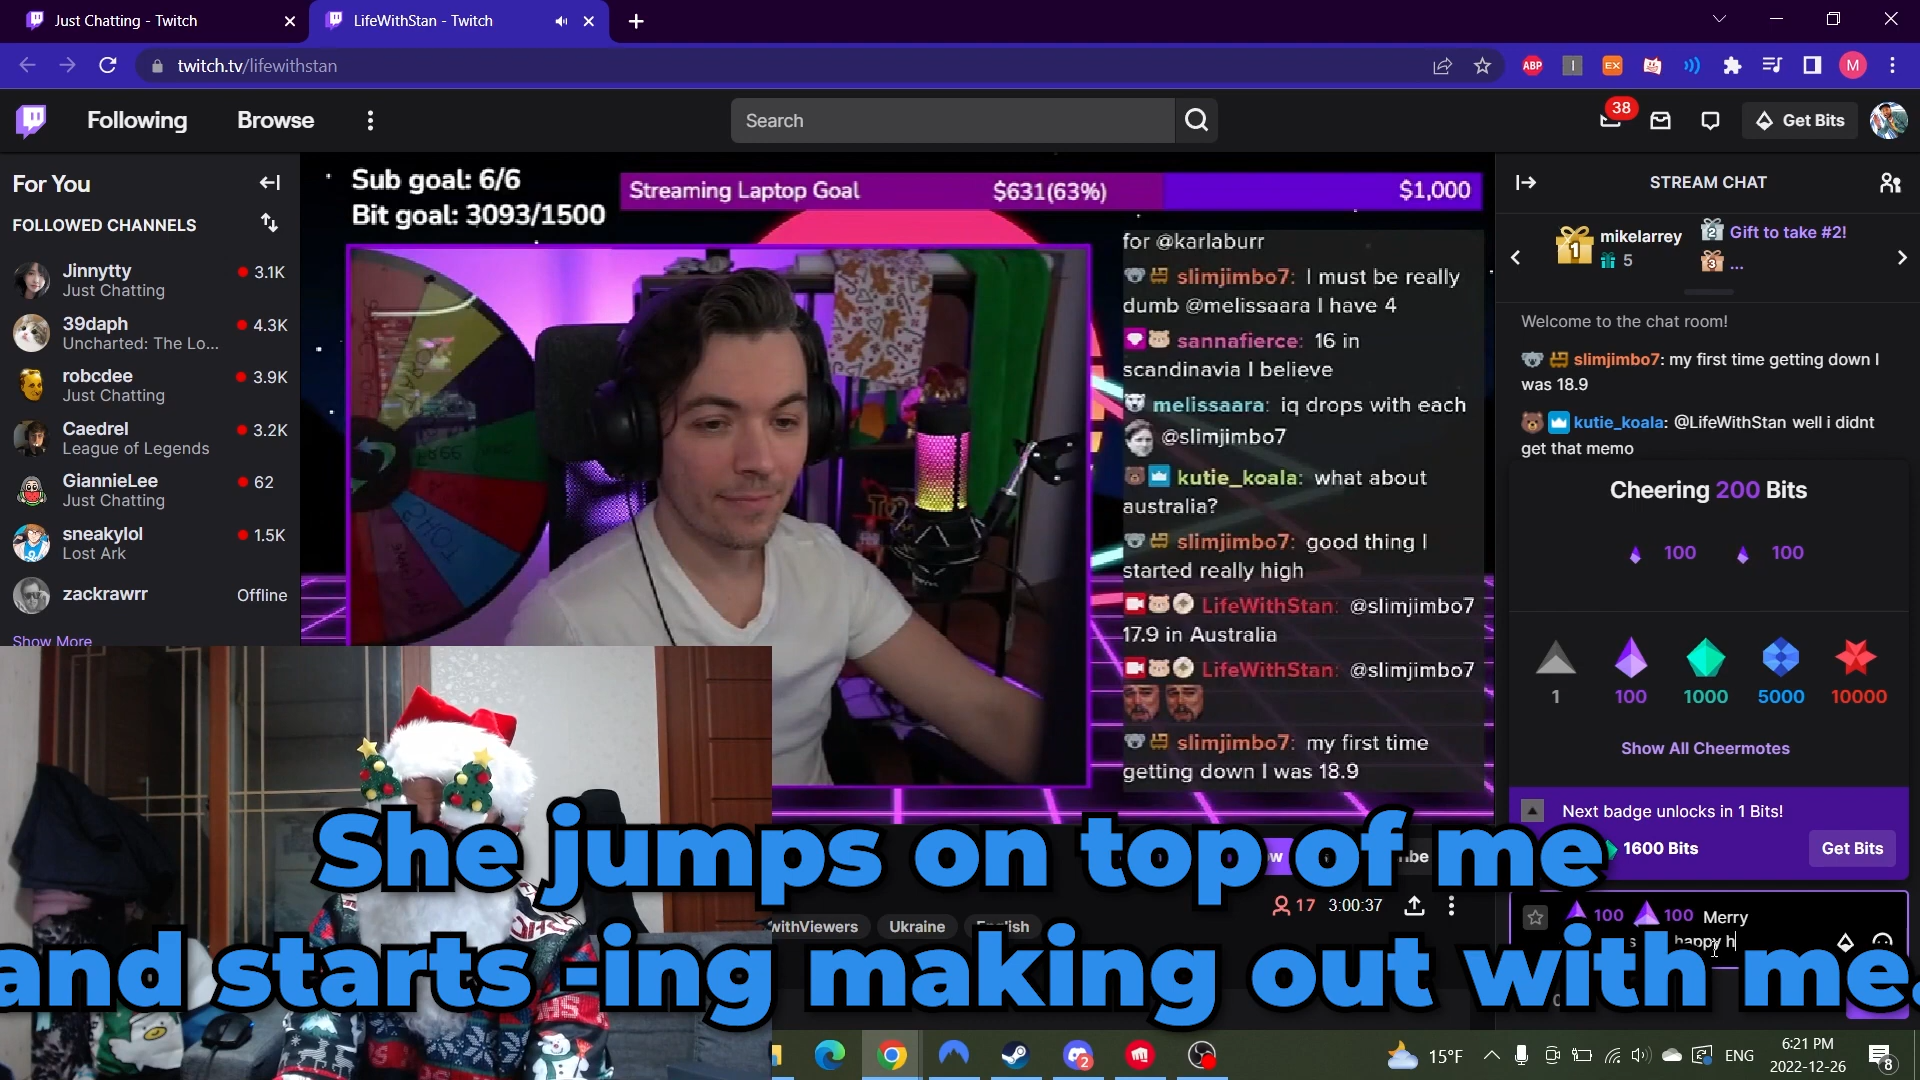 Just Chatting - Twitch
LifeWithStan - Twitch
twitch.tv/lifewithstan
ABP
EX
M
Following
Browse
Search
38
Get Bits
For You
FOLLOWED CHANNELS
Jinnytty
3.1K
Just Chatting
39daph
4.3K
Uncharted: The Lo...
robcdee
3.9K
Just Chatting
Caedrel
3.2K
League of Legends
GiannieLee
62
Just Chatting
sneakylol
1.5K
Lost Ark
zackrawrr
Offline
Show More
Sub goal: 6/6
Bit goal: 3093/1500
Streaming Laptop Goal
$631(63%)
$1,000
for @karlaburr
slimjimbo7: I must be really
dumb @melissaara I have 4
sannafierce: 16 in
scandinavia I believe
melissaara: iq drops with each
@slimjimbo7
kutie_koala: what about
australia?
slimjimbo7: good thing I
started really high
LifeWithStan: @slimjimbo7
17.9 in Australia
LifeWithStan: @slimjimbo7
slimjimbo7: my first time
getting down I was 18.9
STREAM CHAT
1
mikelarrey
5
2
Gift to take #2!
3
...
Welcome to the chat room!
slimjimbo7: my first time getting down I
was 18.9
kutie_koala: @LifeWithStan well i didnt
get that memo
Cheering 200 Bits
100
100
1
100
1000
5000
10000
Show All Cheermotes
Next badge unlocks in 1 Bits!
1600 Bits
Get Bits
100 100 Merry
happy h
17
3:00:37
withViewers
Ukraine
English
She jumps on top of me
and starts -ing making out with me.
2
15°F
ENG
6:21 PM
2022-12-26
8